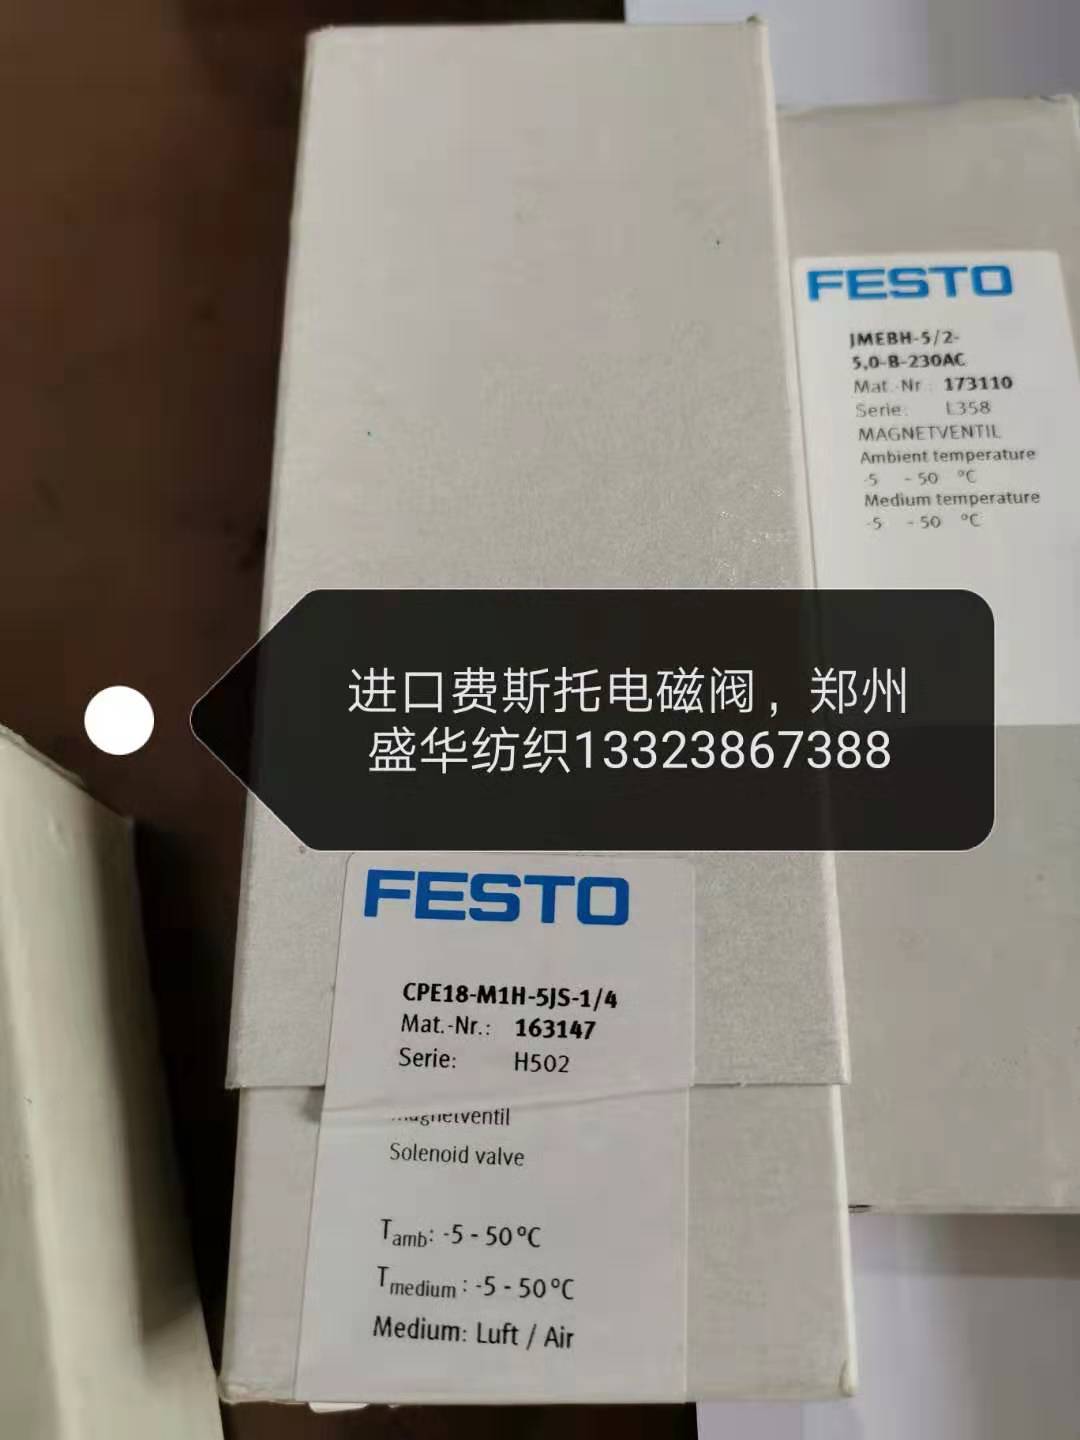 FESTO
JMEBH-5/2-
5,0-B-230AC
Mat.-Nr.: 173110
Serie: L358
MAGNETVENTIL
Ambient temperature
-5 - 50 °C
Medium temperature
-5 - 50 °C
进口费斯托电磁阀，郑州
盛华纺织13323867388
FESTO
CPE18-M1H-5JS-1/4
Mat.-Nr.: 163147
Serie: H502
Magnetventil
Solenoid valve
Tamb: -5 - 50 °C
Tmedium : -5 - 50 °C
Medium: Luft / Air